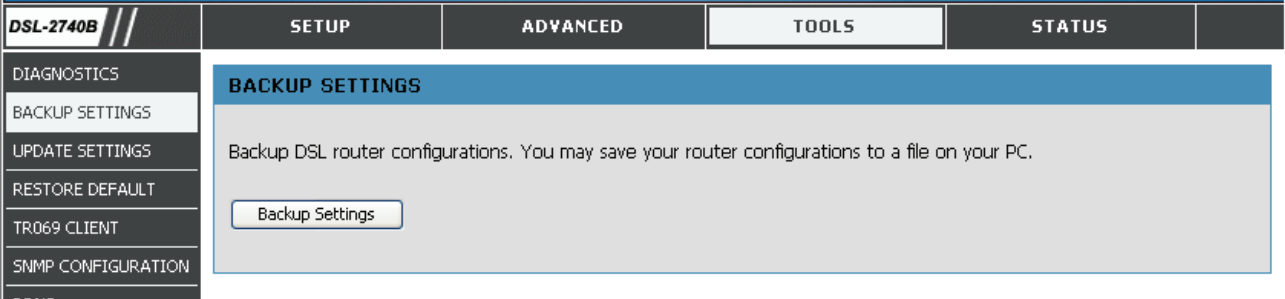 DSL-2740B
SETUP
ADVANCED
TOOLS
STATUS
DIAGNOSTICS
BACKUP SETTINGS
UPDATE SETTINGS
RESTORE DEFAULT
TR069 CLIENT
SNMP CONFIGURATION
BACKUP SETTINGS
Backup DSL router configurations. You may save your router configurations to a file on your PC.
Backup Settings